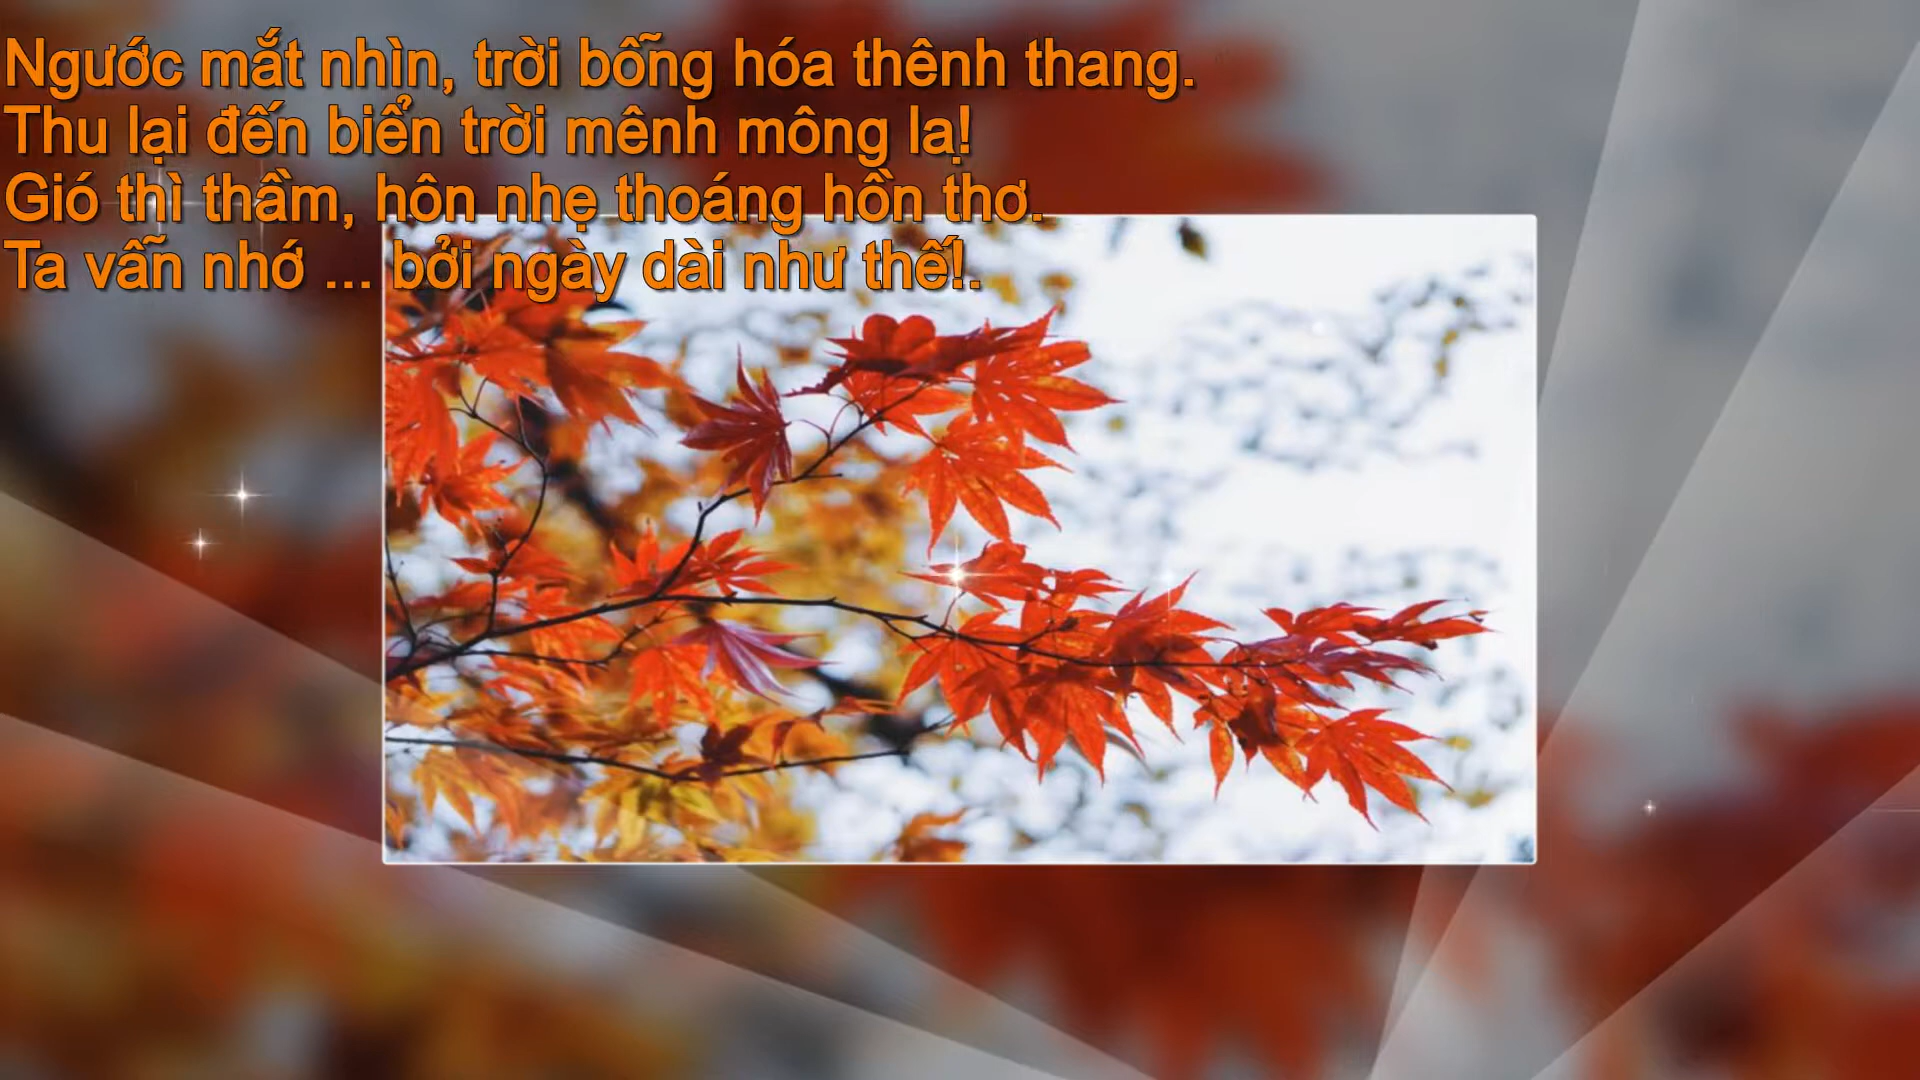 Ngước mắt nhìn, trời bỗng hóa thênh thang.
Thu lại đến biển trời mênh mông lạ!
Gió thì thầm, hôn nhẹ thoáng hồn thơ.
Ta vẫn nhớ ... bởi ngày dài như thế!.